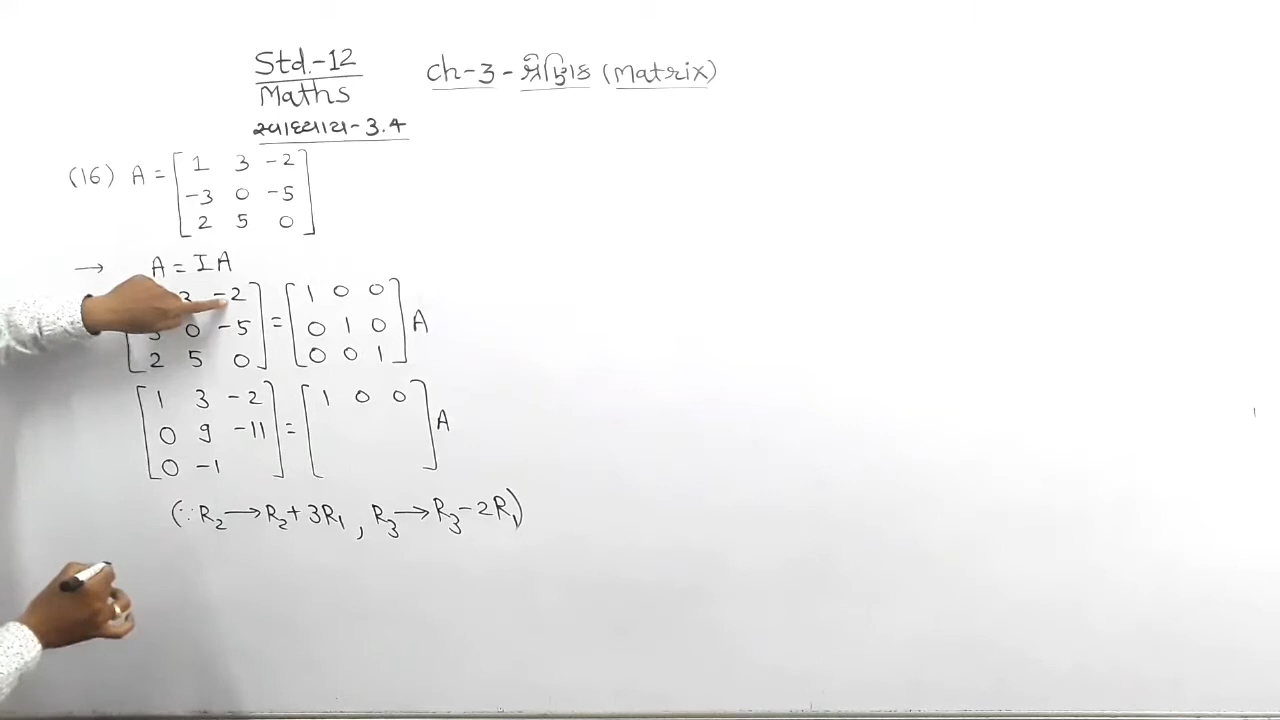 Std.-12 Ch-3 - શ્રેણિક (Matrix)
Maths
સ્વાધ્યાય - 3.4
(16) A = [ 1 3 -2
-3 0 -5
2 5 0 ]
→ A = IA
3 -2 ] = [ 1 0 0
3 0 -5 0 1 0 A
2 5 0 ] 0 0 1 ]
[ 1 3 -2 ] = [ 1 0 0 ] A
0 9 -11
0 -1
(∵ R₂ → R₂ + 3R₁, R₃ → R₃ - 2R₁)